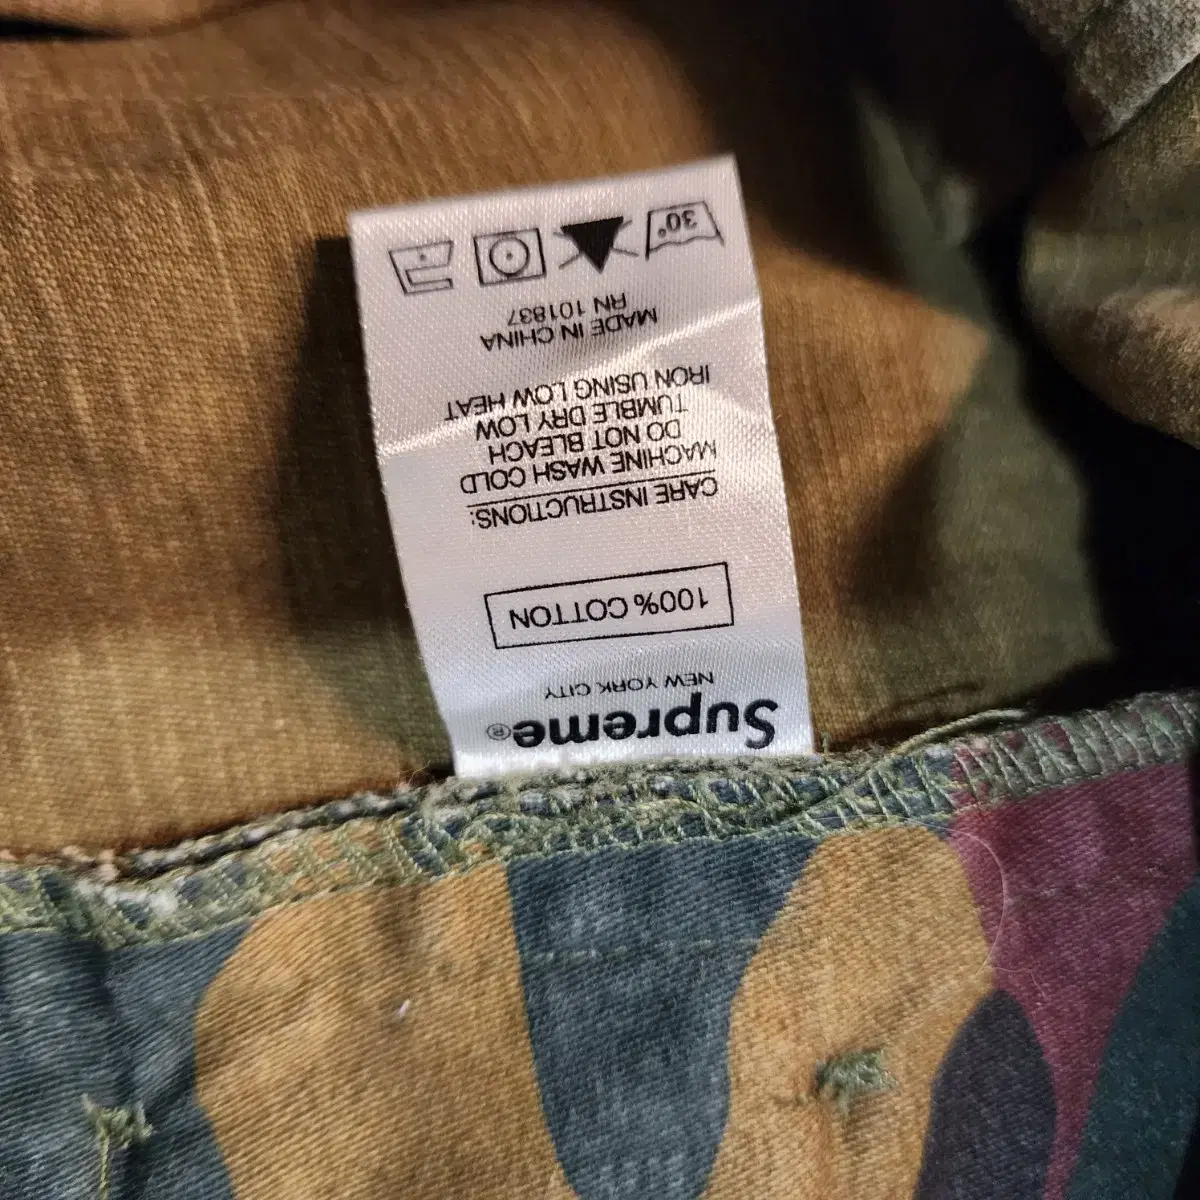 Supreme®
NEW YORK CITY
100% COTTON
CARE INSTRUCTIONS:
MACHINE WASH COLD
DO NOT BLEACH
TUMBLE DRY LOW
IRON USING LOW HEAT
MADE IN CHINA
RN 101837
30°